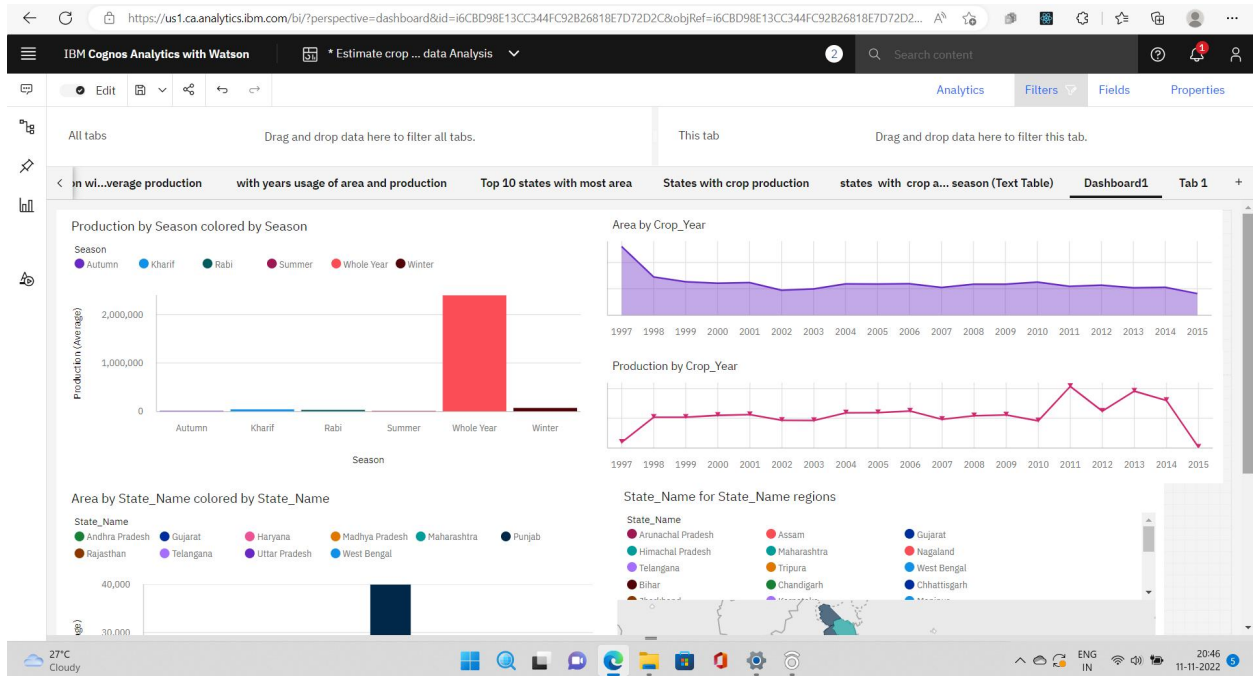 https://us1.ca.analytics.ibm.com/bi/?perspective=dashboard&id=i6CBD98E13CC344FC92B26818E7D72D2C&objRef=i6CBD98E13CC344FC92B26818E7D72D2...
IBM Cognos Analytics with Watson
* Estimate crop ... data Analysis
2
Search content
1
Edit
Analytics
Filters
Fields
Properties
All tabs
Drag and drop data here to filter all tabs.
This tab
Drag and drop data here to filter this tab.
on wi...verage production
with years usage of area and production
Top 10 states with most area
States with crop production
states with crop a... season (Text Table)
Dashboard1
Tab 1
+
Production by Season colored by Season
Season
Autumn Kharif Rabi Summer Whole Year Winter
Production (Average)
2,000,000
1,000,000
0
Autumn Kharif Rabi Summer Whole Year Winter
Season
Area by Crop_Year
1997 1998 1999 2000 2001 2002 2003 2004 2005 2006 2007 2008 2009 2010 2011 2012 2013 2014 2015
Production by Crop_Year
1997 1998 1999 2000 2001 2002 2003 2004 2005 2006 2007 2008 2009 2010 2011 2012 2013 2014 2015
Area by State_Name colored by State_Name
State_Name
Andhra Pradesh Gujarat Haryana Madhya Pradesh Maharashtra Punjab
Rajasthan Telangana Uttar Pradesh West Bengal
40,000
30,000
State_Name for State_Name regions
State_Name
Arunachal Pradesh Assam Gujarat
Himachal Pradesh Maharashtra Nagaland
Telangana Tripura West Bengal
Bihar Chandigarh Chhattisgarh
27°C
Cloudy
ENG
IN
20:46
11-11-2022
5